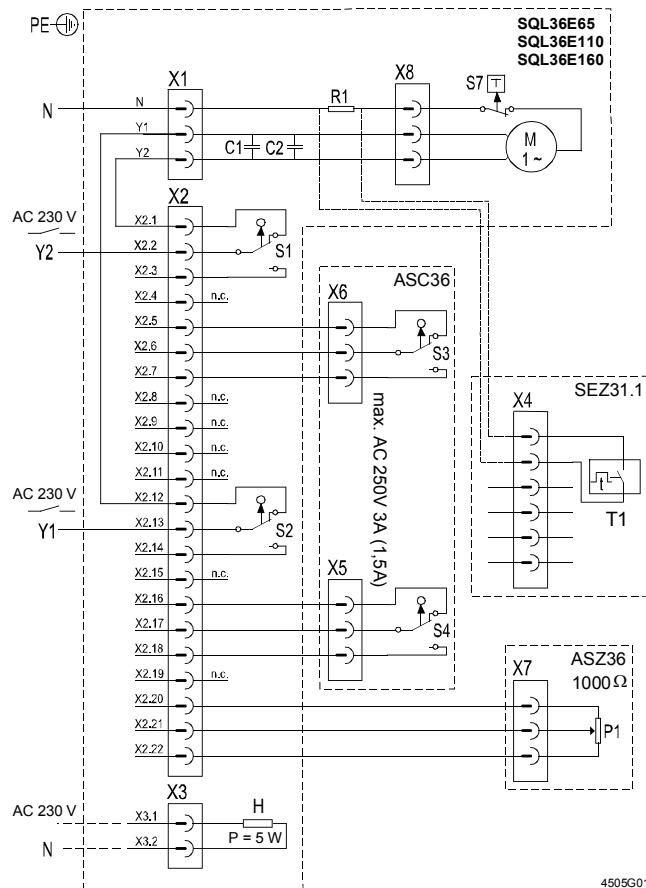 PE
SQL36E65
SQL36E110
SQL36E160
X1
X8
S7
R1
N
N
Y1
Y2
C1
C2
M
1~
X2
AC 230 V
Y2
X2.1
X2.2
S1
X2.3
X2.4
n.c.
ASC36
X6
X2.5
X2.6
S3
X2.7
X2.8
n.c.
X2.9
n.c.
X2.10
n.c.
X2.11
n.c.
max. AC 250V 3A (1,5A)
SEZ31.1
X4
t
T1
AC 230 V
Y1
X2.12
X2.13
S2
X2.14
X2.15
n.c.
X5
X2.16
X2.17
S4
X2.18
X2.19
n.c.
ASZ36
1000 Ω
X7
X2.20
X2.21
P1
X2.22
X3
AC 230 V
X3.1
H
N
X3.2
P = 5 W
4505G01